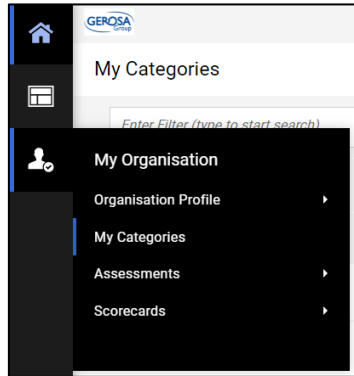 GEROSA
Group
My Categories
Enter Filter (type to start search)
My Organisation
Organisation Profile
My Categories
Assessments
Scorecards